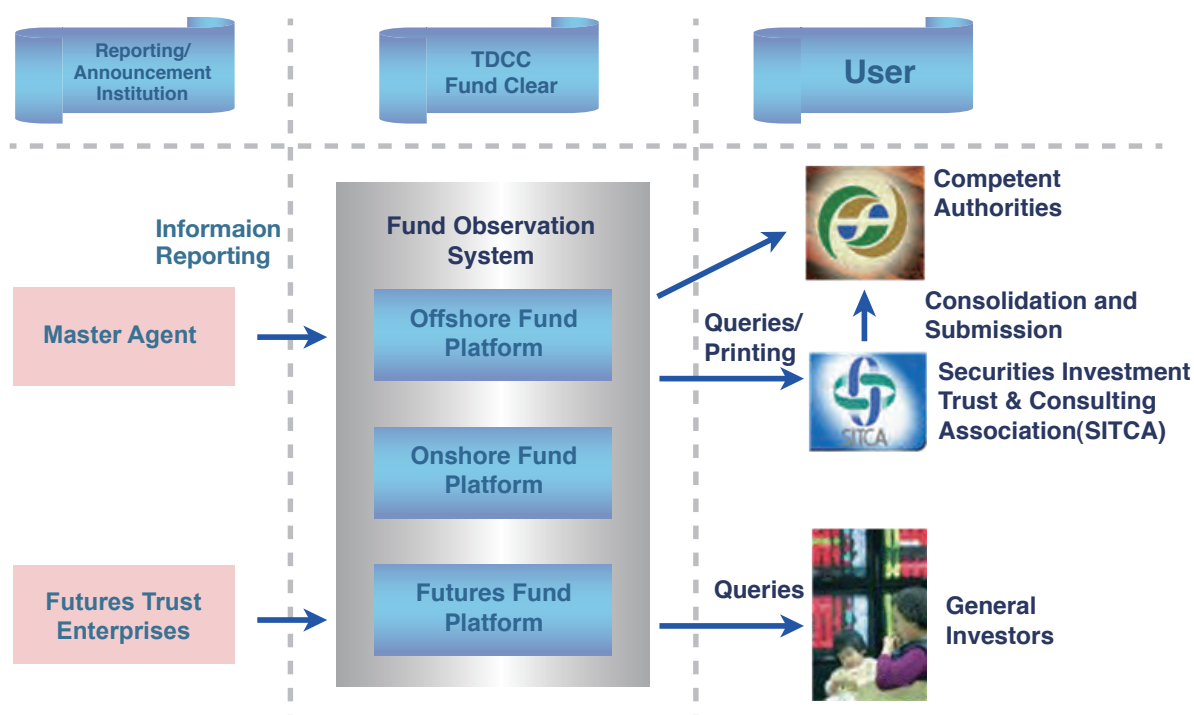 Reporting/
Announcement
Institution
TDCC
Fund Clear
User
Informaion
Reporting
Master Agent
Futures Trust
Enterprises
Fund Observation
System
Offshore Fund
Platform
Onshore Fund
Platform
Futures Fund
Platform
Queries/
Printing
Queries
Competent
Authorities
Consolidation and
Submission
SITCA
Securities Investment
Trust & Consulting
Association(SITCA)
General
Investors